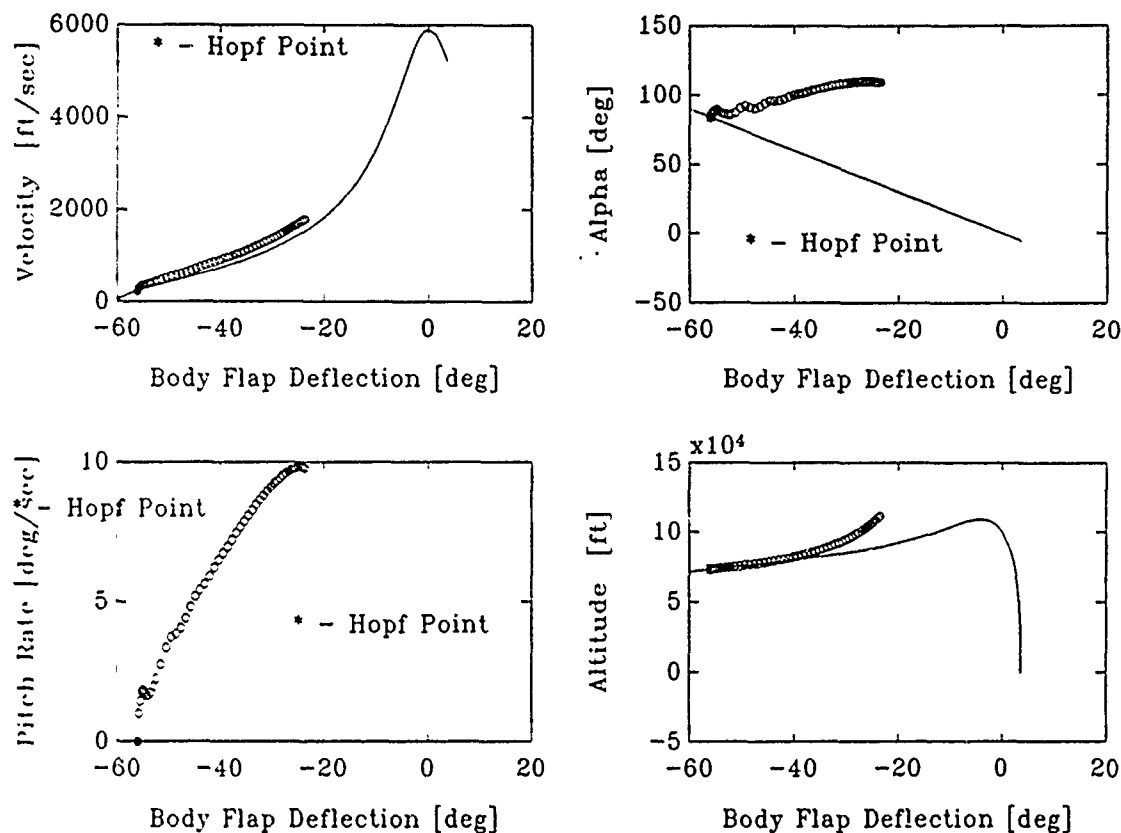 6000
4000
2000
0
-60
-40
-20
0
20
Velocity [ft/sec]
* - Hopf Point
Body Flap Deflection [deg]
150
100
50
0
-50
-60
-40
-20
0
20
Alpha [deg]
* - Hopf Point
Body Flap Deflection [deg]
10
5
0
-60
-40
-20
0
20
Pitch Rate [deg/sec]
* - Hopf Point
* - Hopf Point
Body Flap Deflection [deg]
x10^4
15
10
5
0
-5
-60
-40
-20
0
20
Altitude [ft]
Body Flap Deflection [deg]